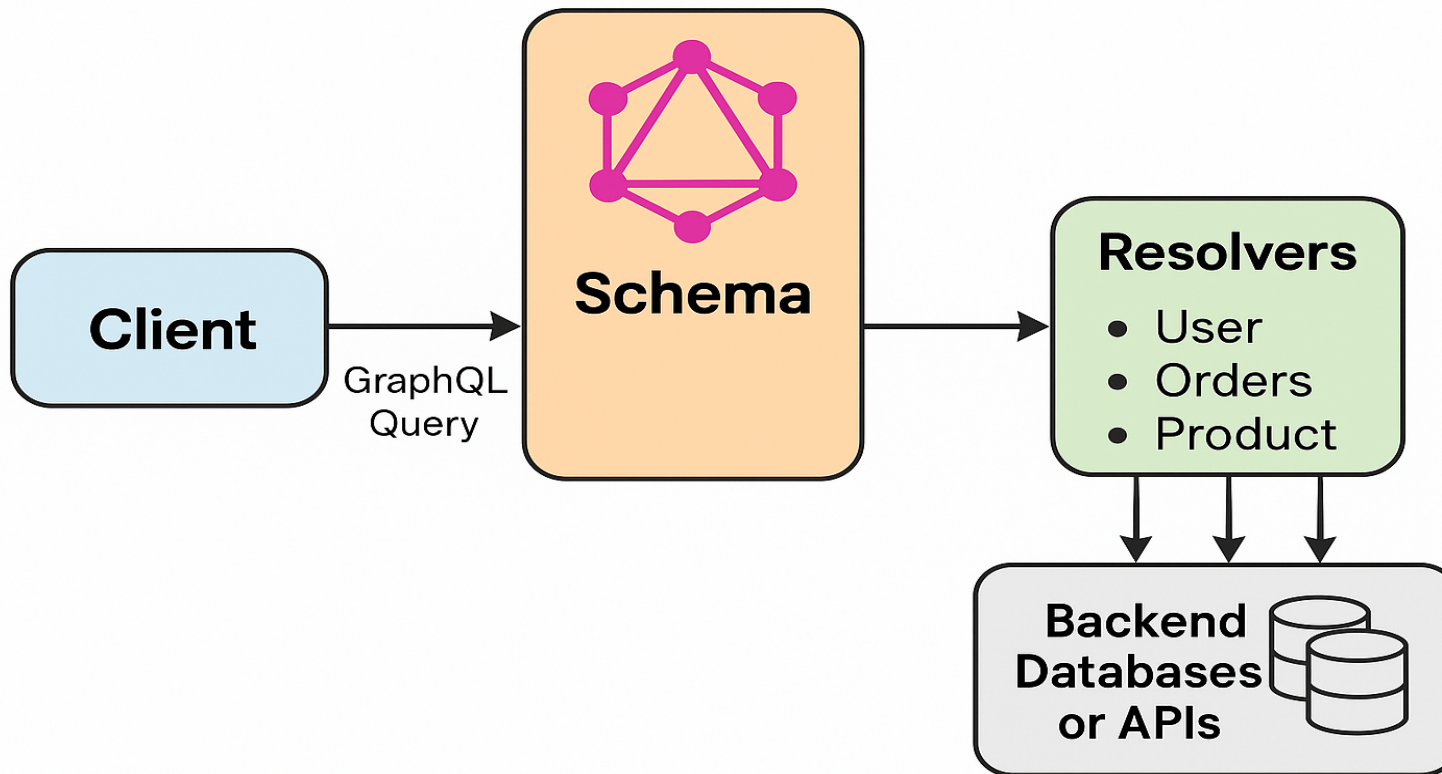 Client
GraphQL
Query
Schema
Resolvers
• User
• Orders
• Product
Backend
Databases
or APIs